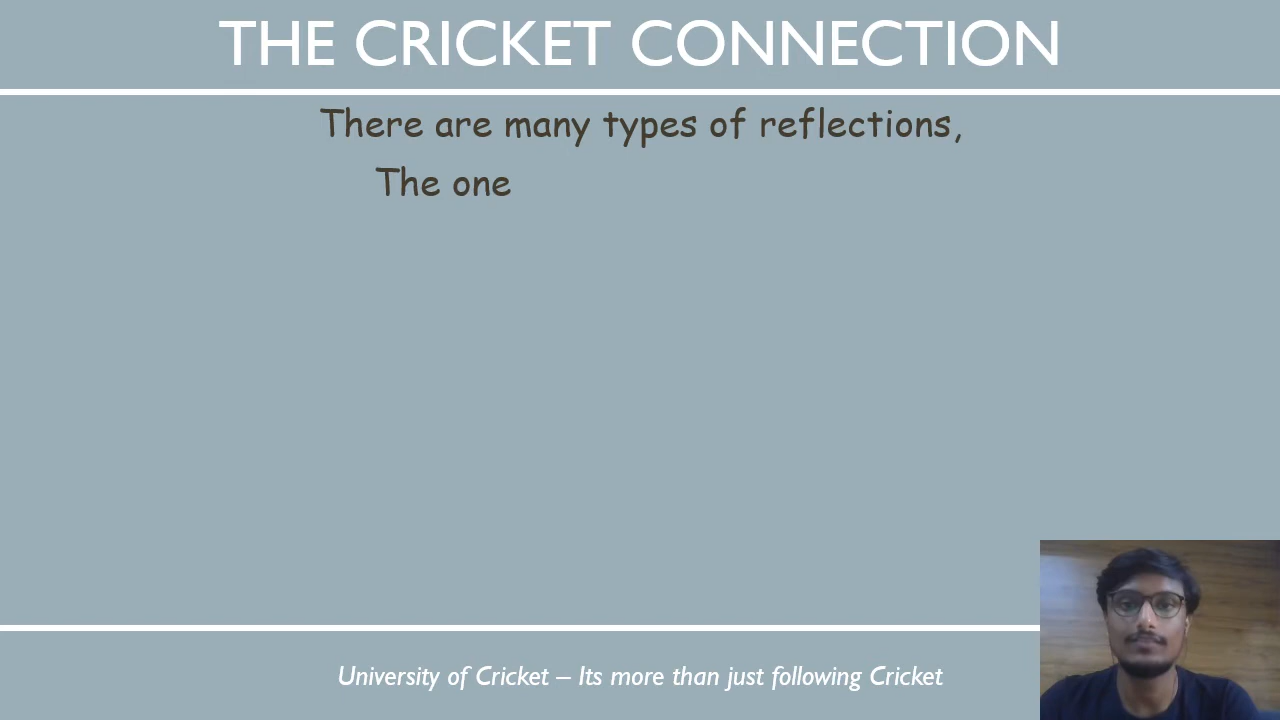 THE CRICKET CONNECTION
There are many types of reflections,
The one
University of Cricket – Its more than just following Cricket